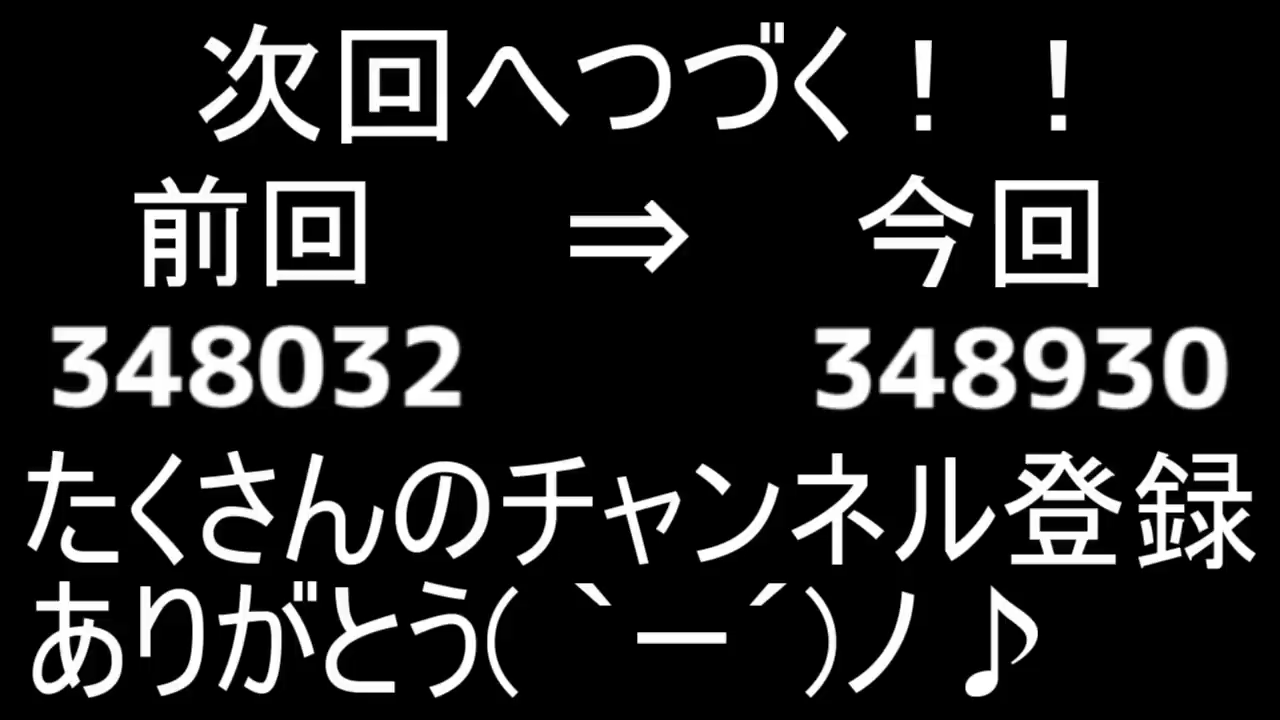 次回へつづく！！
前回 ⇒ 今回
348032 348930
たくさんのチャンネル登録
ありがとう( ｀ー´)ノ♪